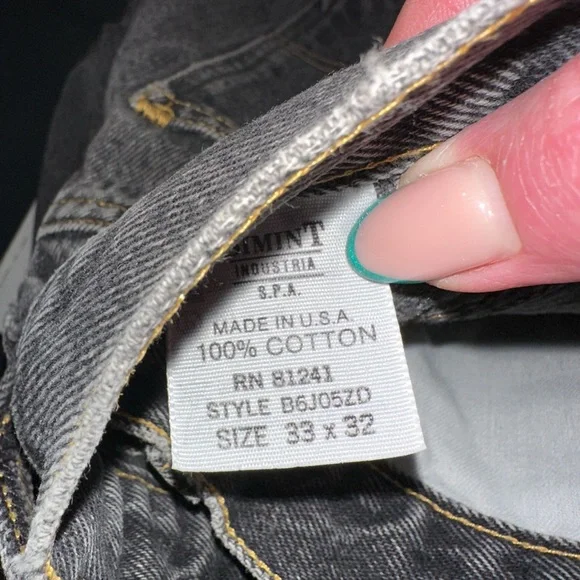 INDUSTRIA
S.P.A.
MADE IN U.S.A.
100% COTTON
RN 81241
STYLE B6J05ZD
SIZE 33 x 32